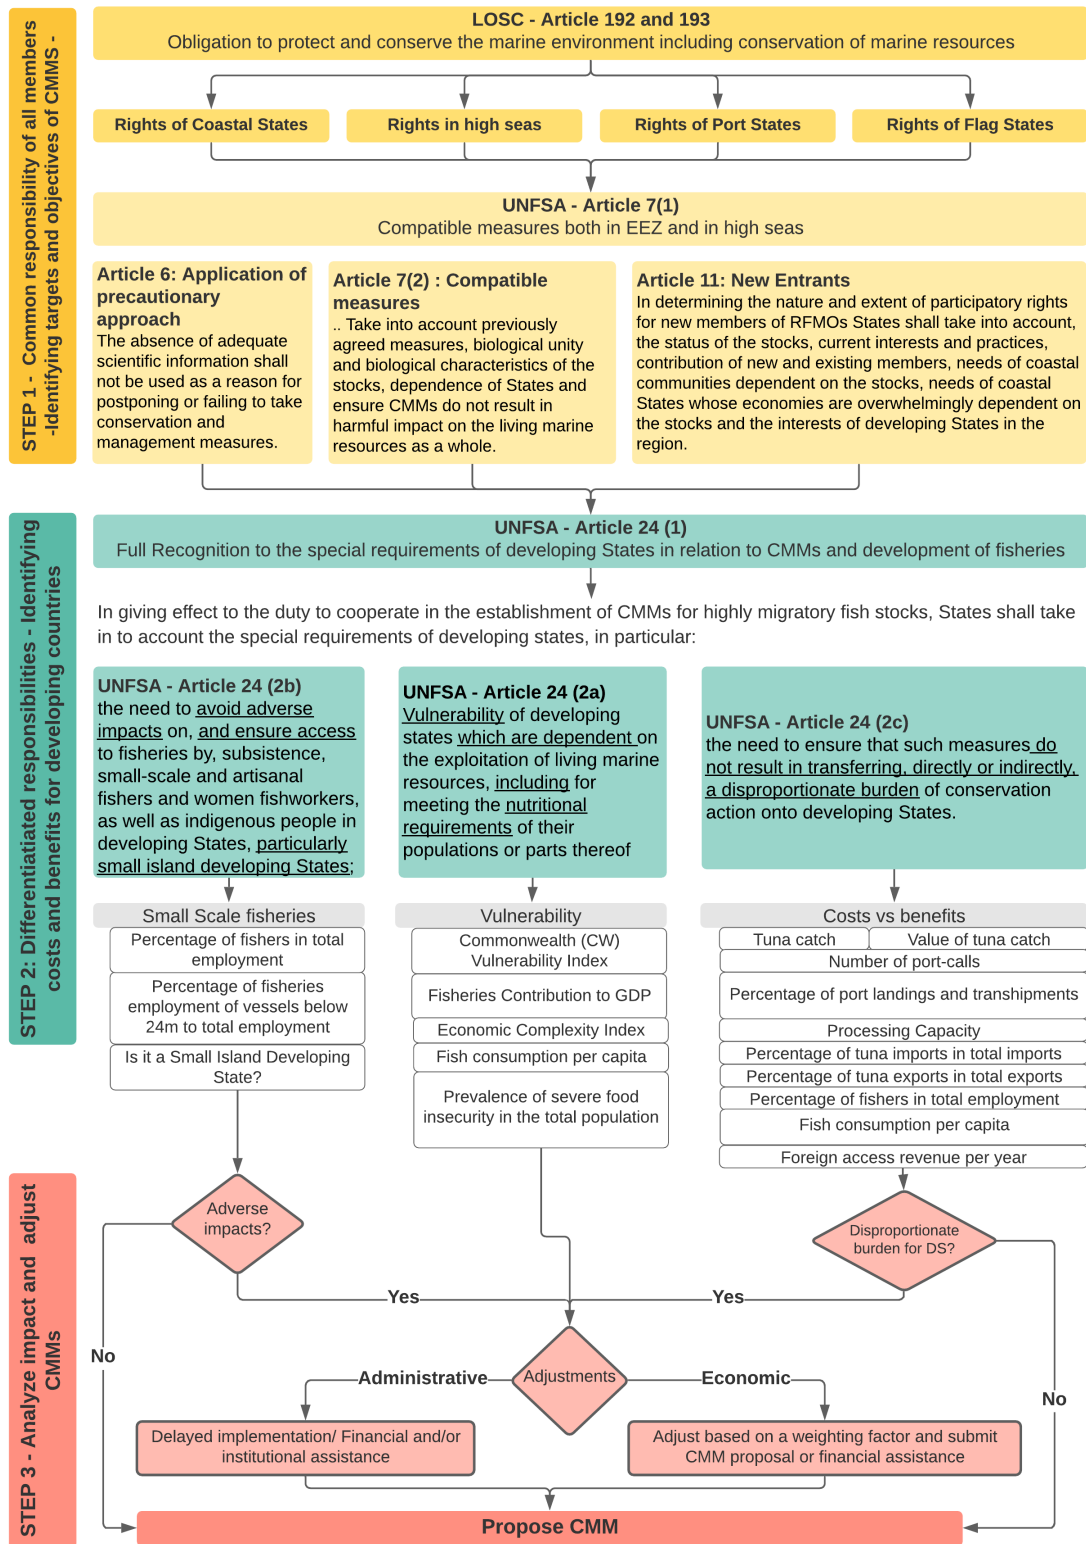 STEP 1 -  Common responsibility of all members
-Identifying targets and objectives of CMMS -
LOSC - Article 192 and 193
Obligation to protect and conserve the marine environment including conservation of marine resources
Rights of Coastal States
Rights in high seas
Rights of Port States
Rights of Flag States
UNFSA - Article 7(1)
Compatible measures both in EEZ and in high seas
Article 6: Application of
precautionary
approach
The absence of adequate
scientific information shall
not be used as a reason for
postponing or failing to take
conservation and
management measures.
Article 7(2) : Compatible
measures
.. Take into account previously
agreed measures, biological unity
and biological characteristics of the
stocks, dependence of States and
ensure CMMs do not result in
harmful impact on the living marine
resources as a whole.
Article 11: New Entrants
In determining the nature and extent of participatory rights
for new members of RFMOs States shall take into account,
the status of the stocks, current interests and practices,
contribution of new and existing members, needs of coastal
communities dependent on the stocks, needs of coastal
States whose economies are overwhelmingly dependent on
the stocks and the interests of developing States in the
region.
STEP 2: Differentiatiated responsibilities - Identifying
costs and benefits for developing countries
UNFSA - Article 24 (1)
Full Recognition to the special requirements of developing States in relation to CMMs and development of fisheries
In giving effect to the duty to cooperate in the establishment of CMMs for highly migratory fish stocks, States shall take
in to account the special requirements of developing states, in particular:
UNFSA - Article 24 (2b)
the need to avoid adverse
impacts on, and ensure access
to fisheries by, subsistence,
small-scale and artisanal
fishers and women fishworkers,
as well as indigenous people in
developing States, particularly
small island developing States;
UNFSA - Article 24 (2a)
Vulnerability of developing
states which are dependent on
the exploitation of living marine
resources, including for
meeting the nutritional
requirements of their
populations or parts thereof
UNFSA - Article 24 (2c)
the need to ensure that such measures do
not result in transferring, directly or indirectly,
a disproportionate burden of conservation
action onto developing States.
Small Scale fisheries
Percentage of fishers in total
employment
Percentage of fisheries
employment of vessels below
24m to total employment
Is it a Small Island Developing
State?
Vulnerability
Commonwealth (CW)
Vulnerability Index
Fisheries Contribution to GDP
Economic Complexity Index
Fish consumption per capita
Prevalence of severe food
insecurity in the total population
Costs vs benefits
Tuna catch
Value of tuna catch
Number of port-calls
Percentage of port landings and transhipments
Processing Capacity
Percentage of tuna imports in total imports
Percentage of tuna exports in total exports
Percentage of fishers in total employment
Fish consumption per capita
Foreign access revenue per year
STEP 3 - Analyze impact and  adjust
CMMs
Adverse
impacts?
Disproportionate
burden for DS?
Yes
Yes
No
No
Adjustments
Administrative
Economic
Delayed implementation/ Financial and/or
institutional assistance
Adjust based on a weighting factor and submit
CMM proposal or financial assistance
Propose CMM